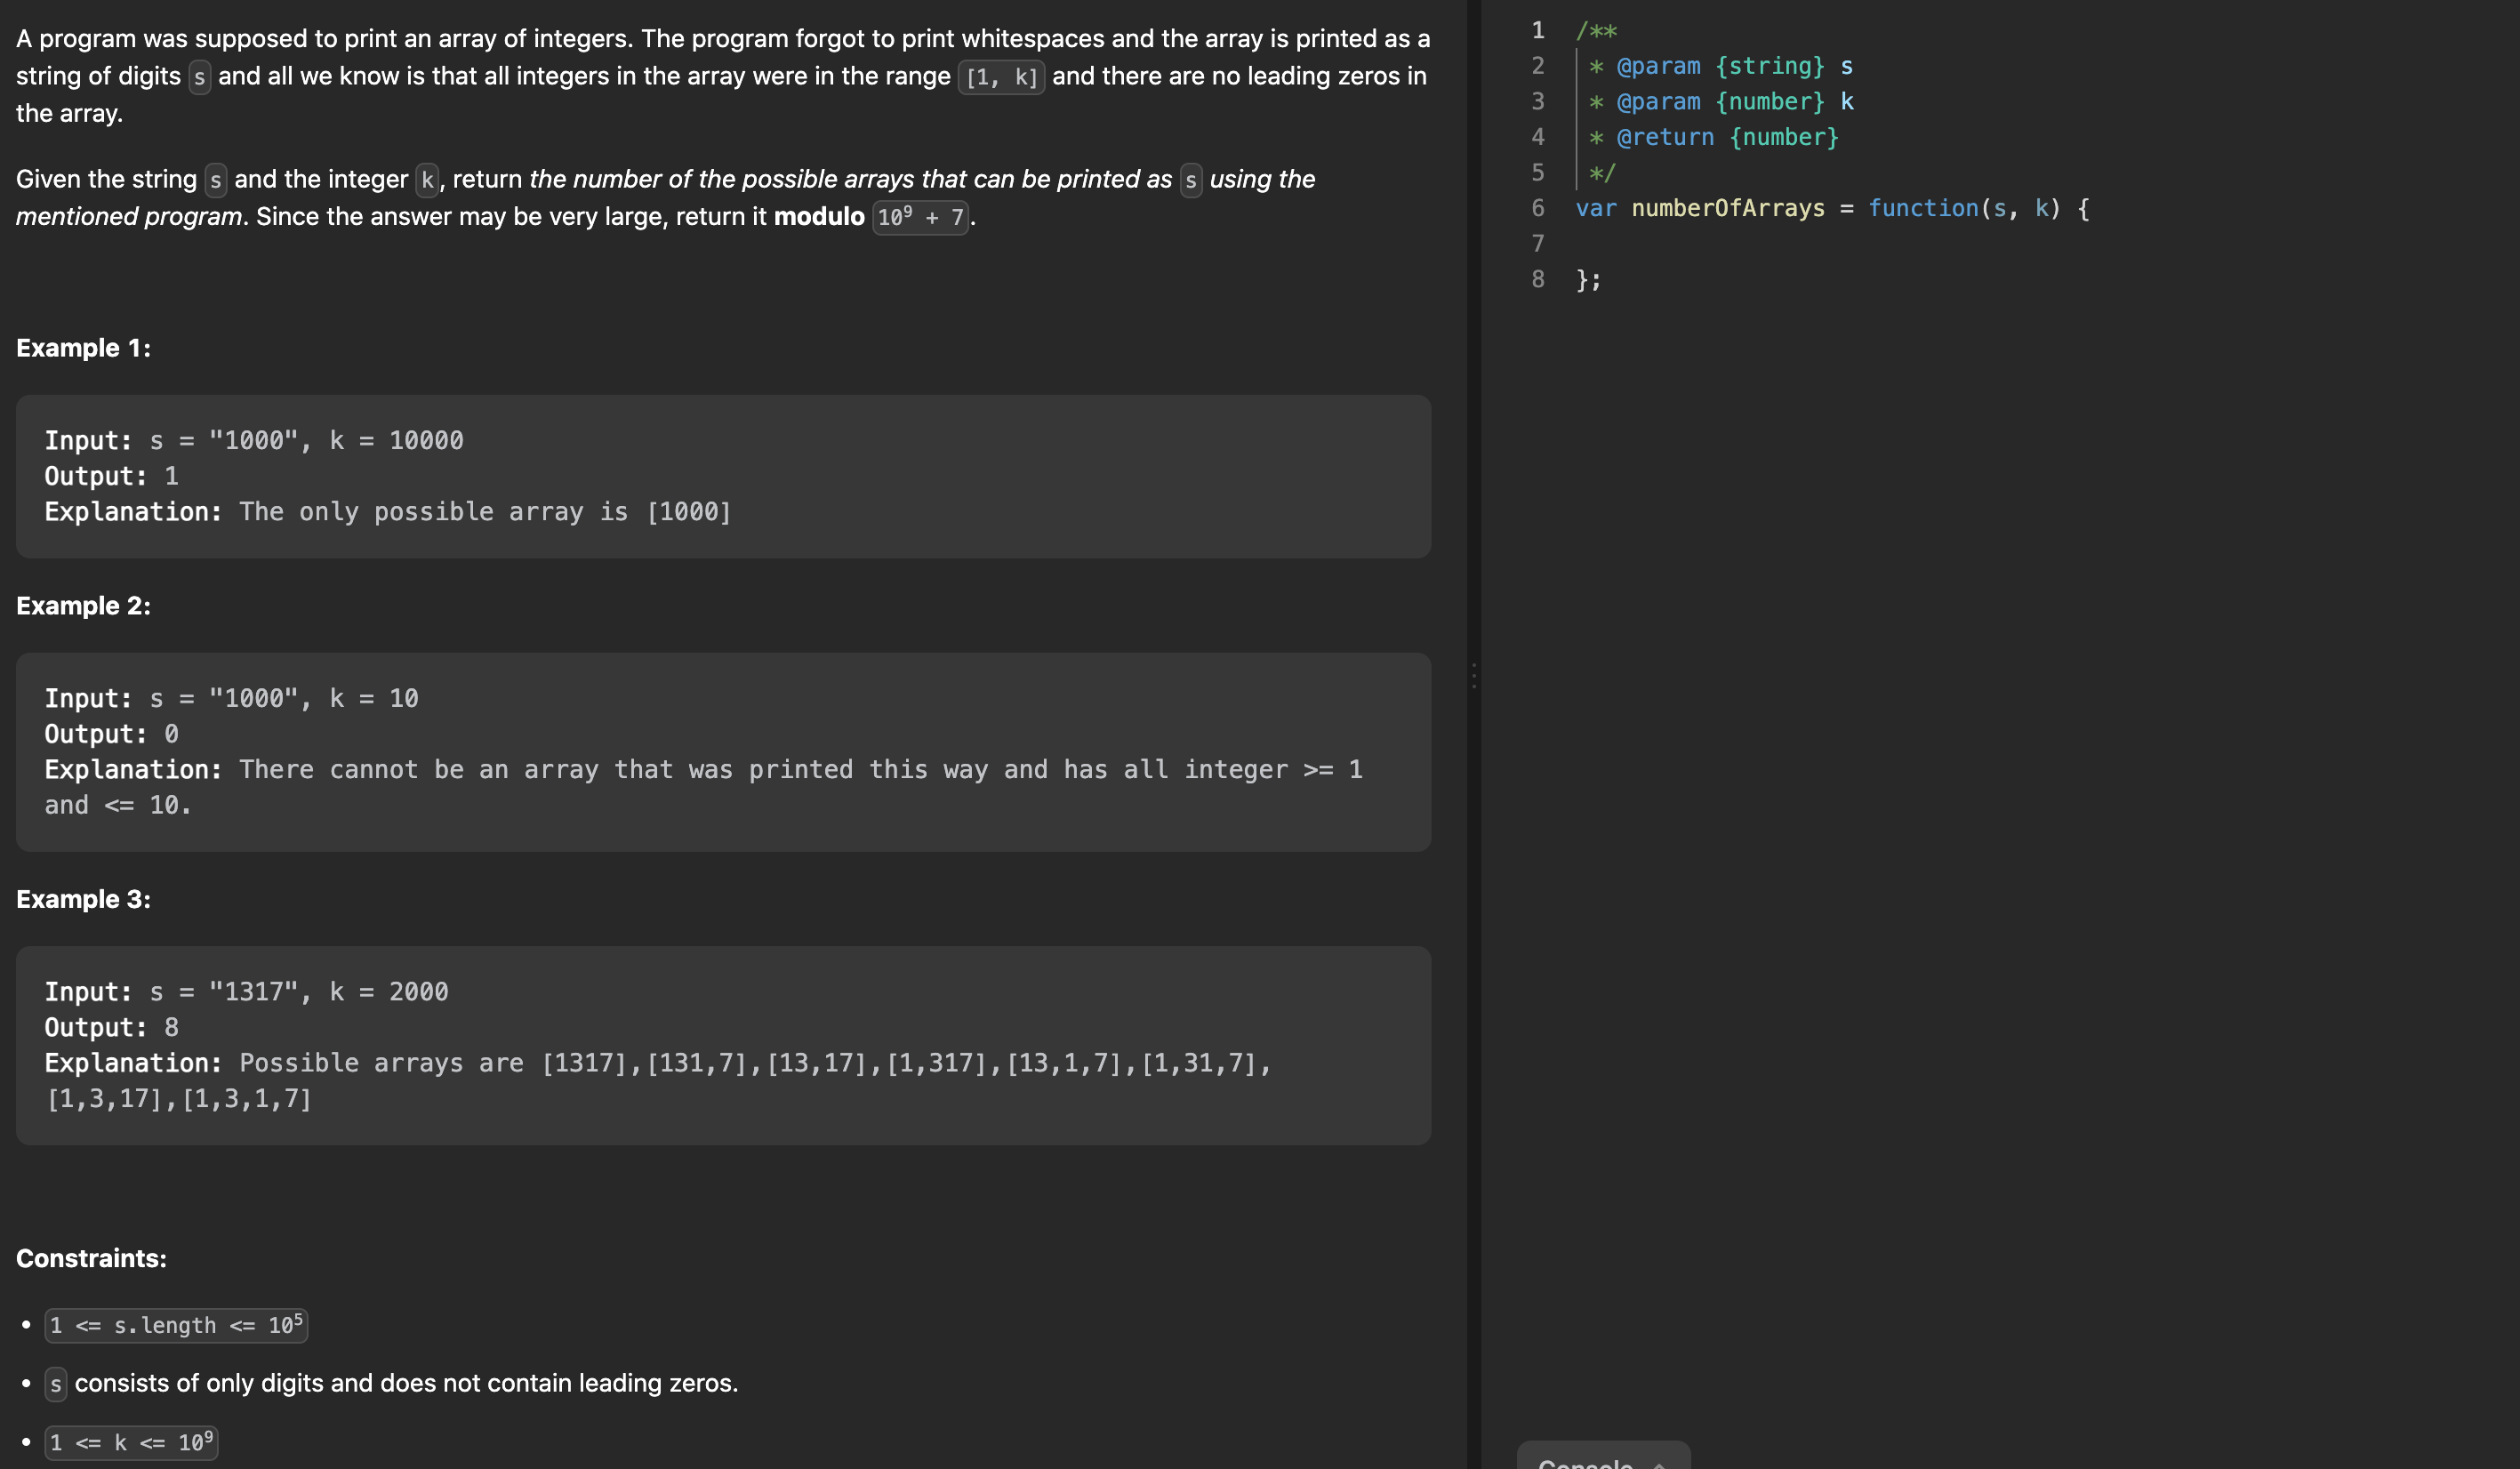 A program was supposed to print an array of integers. The program forgot to print whitespaces and the array is printed as a
string of digits s and all we know is that all integers in the array were in the range [1, k] and there are no leading zeros in
the array.
Given the string s and the integer k, return the number of the possible arrays that can be printed as s using the
mentioned program. Since the answer may be very large, return it modulo 10⁹ + 7.
Example 1:
Input: s = "1000", k = 10000
Output: 1
Explanation: The only possible array is [1000]
Example 2:
Input: s = "1000", k = 10
Output: 0
Explanation: There cannot be an array that was printed this way and has all integer >= 1
and <= 10.
Example 3:
Input: s = "1317", k = 2000
Output: 8
Explanation: Possible arrays are [1317],[131,7],[13,17],[1,317],[13,1,7],[1,31,7],
[1,3,17],[1,3,1,7]
Constraints:
• 1 <= s.length <= 10⁵
• s consists of only digits and does not contain leading zeros.
• 1 <= k <= 10⁹
1 /**
2 * @param {string} s
3 * @param {number} k
4 * @return {number}
5 */
6 var numberOfArrays = function(s, k) {
7
8 };
Console